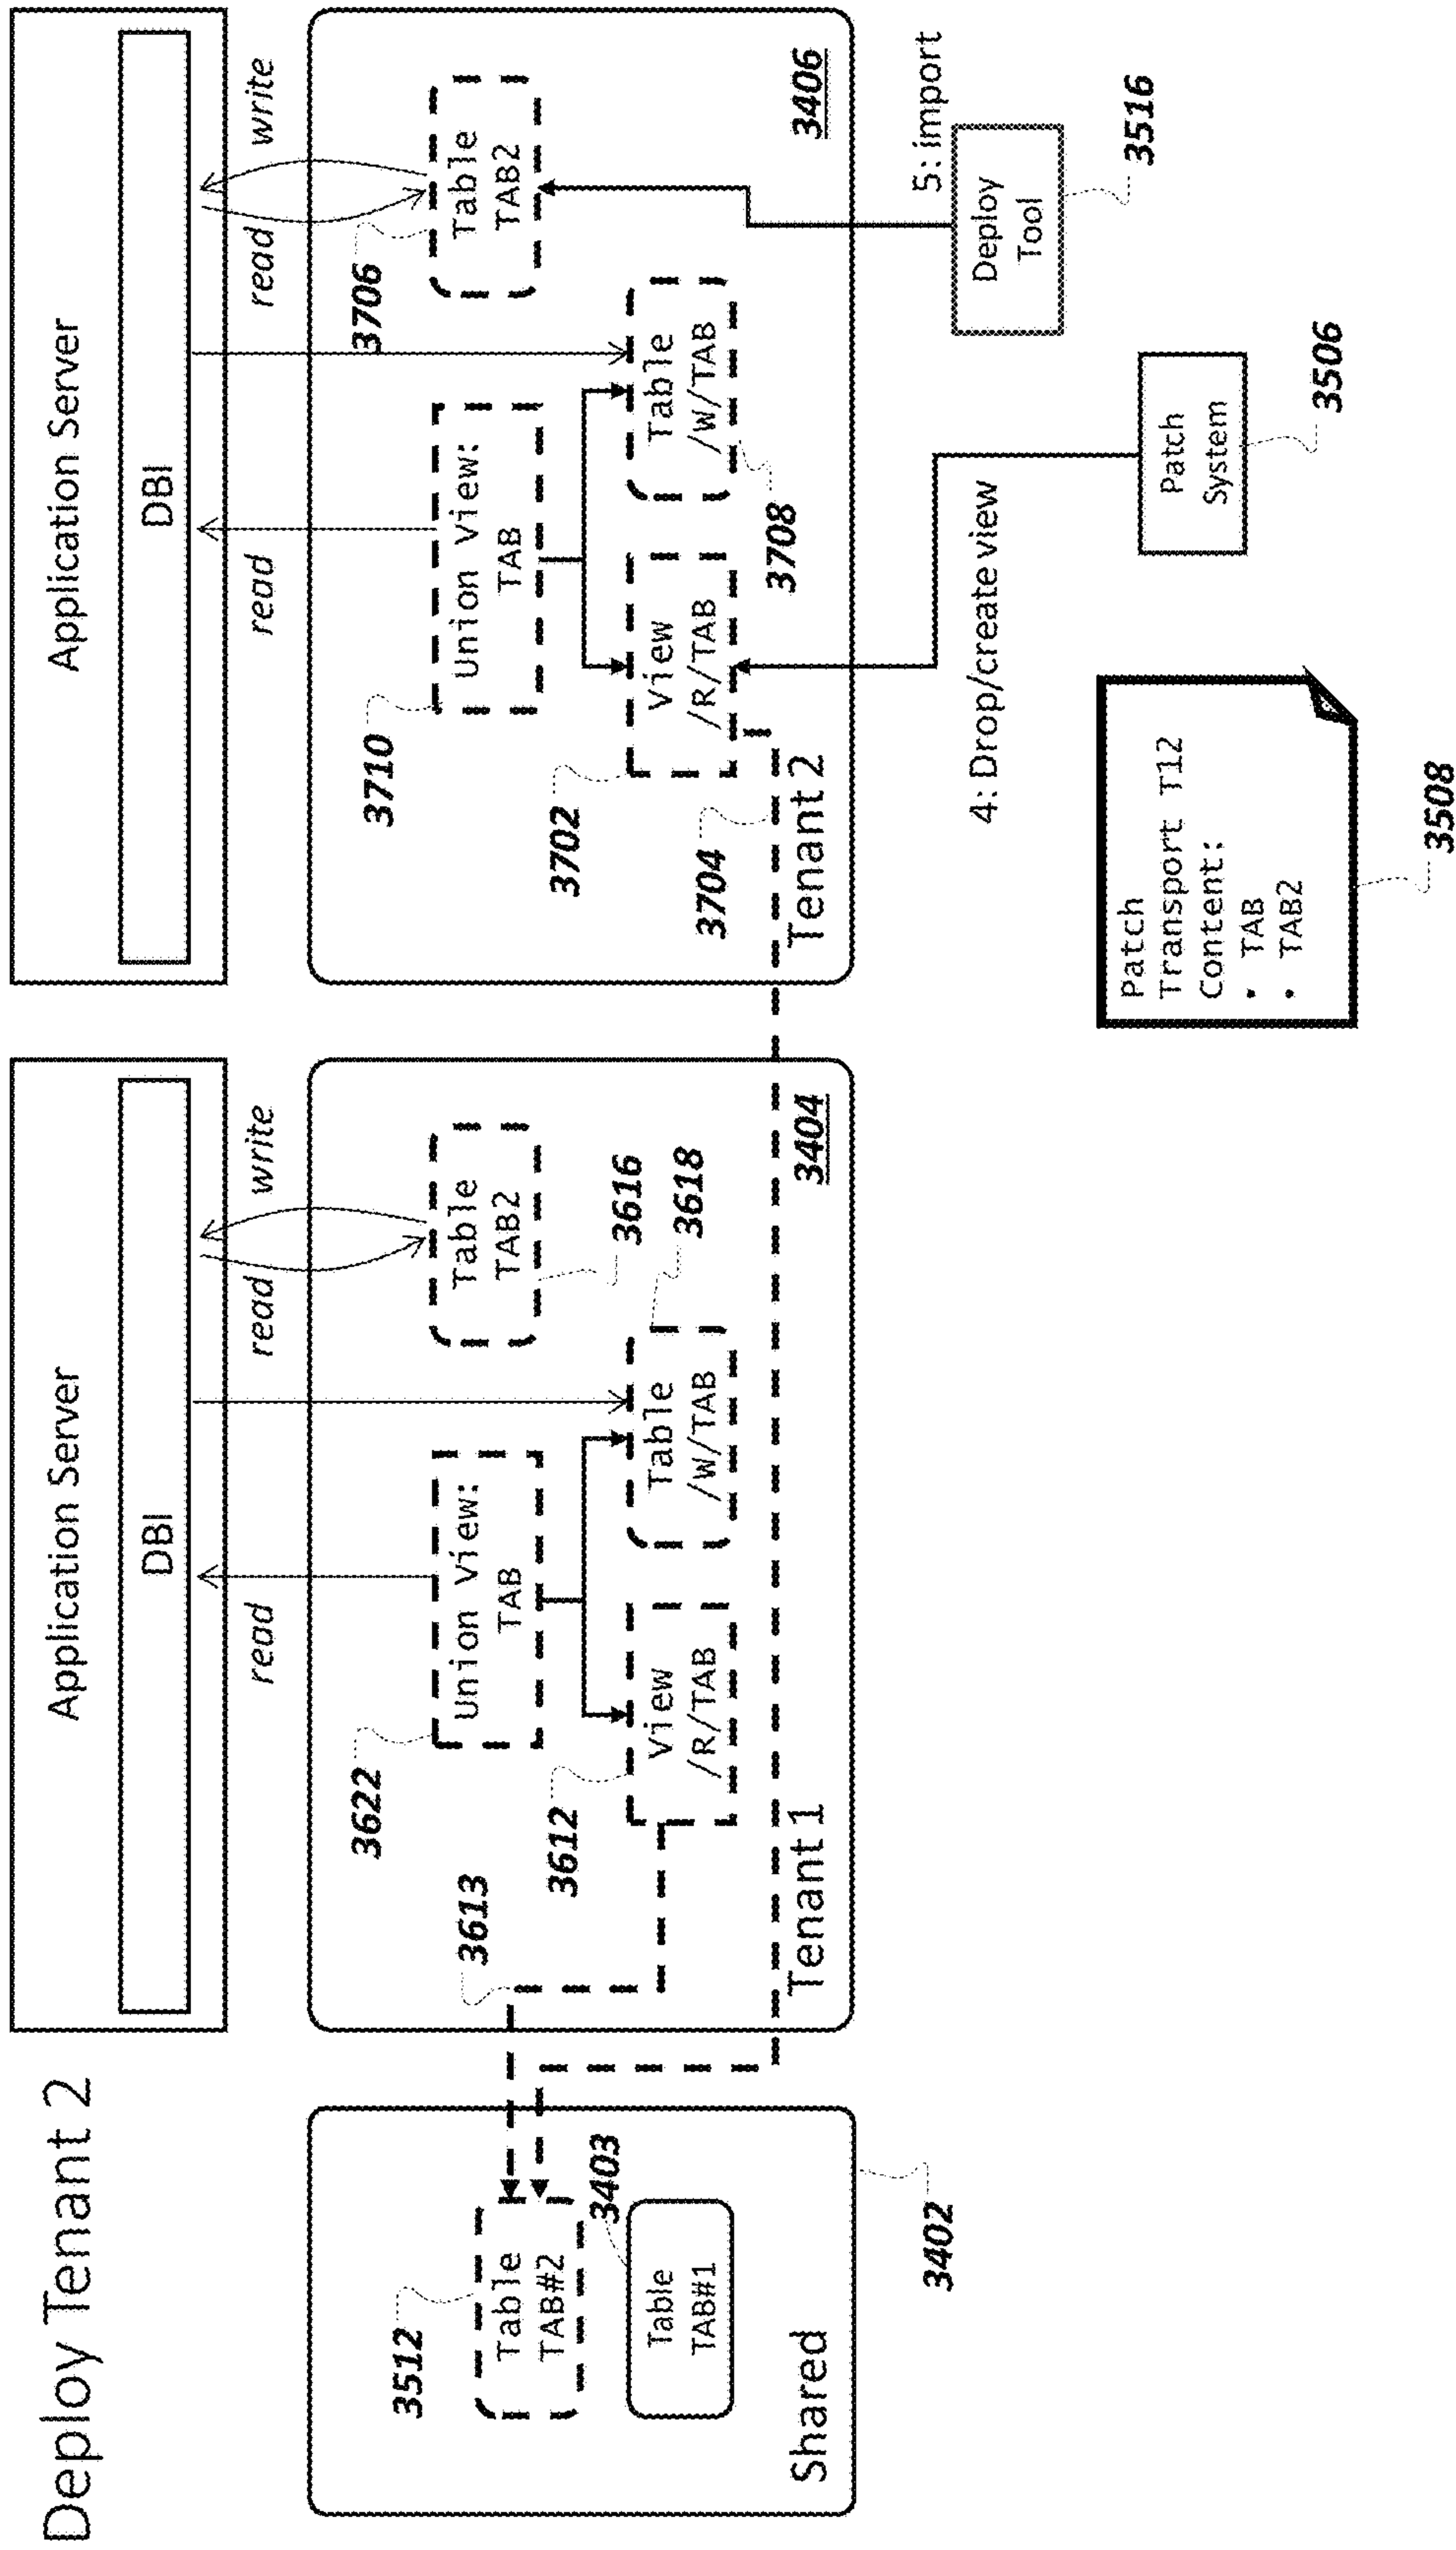 Deploy Tenant 2
Application Server
DBI
read
read
write
3622
Union View:
TAB
Table
TAB2
3616
3613
3612
View
/R/TAB
Table
/W/TAB
3618
Tenant 1
3404
3512
Table
TAB#2
3403
Table
TAB#1
Shared
3402
Application Server
DBI
read
read
write
3710
Union View:
TAB
3706
Table
TAB2
3702
View
/R/TAB
Table
/W/TAB
3708
3704
Tenant 2
3406
4: Drop/create view
5: import
Deploy
Tool
3516
Patch
System
3506
Patch
Transport T12
Content:
• TAB
• TAB2
3508